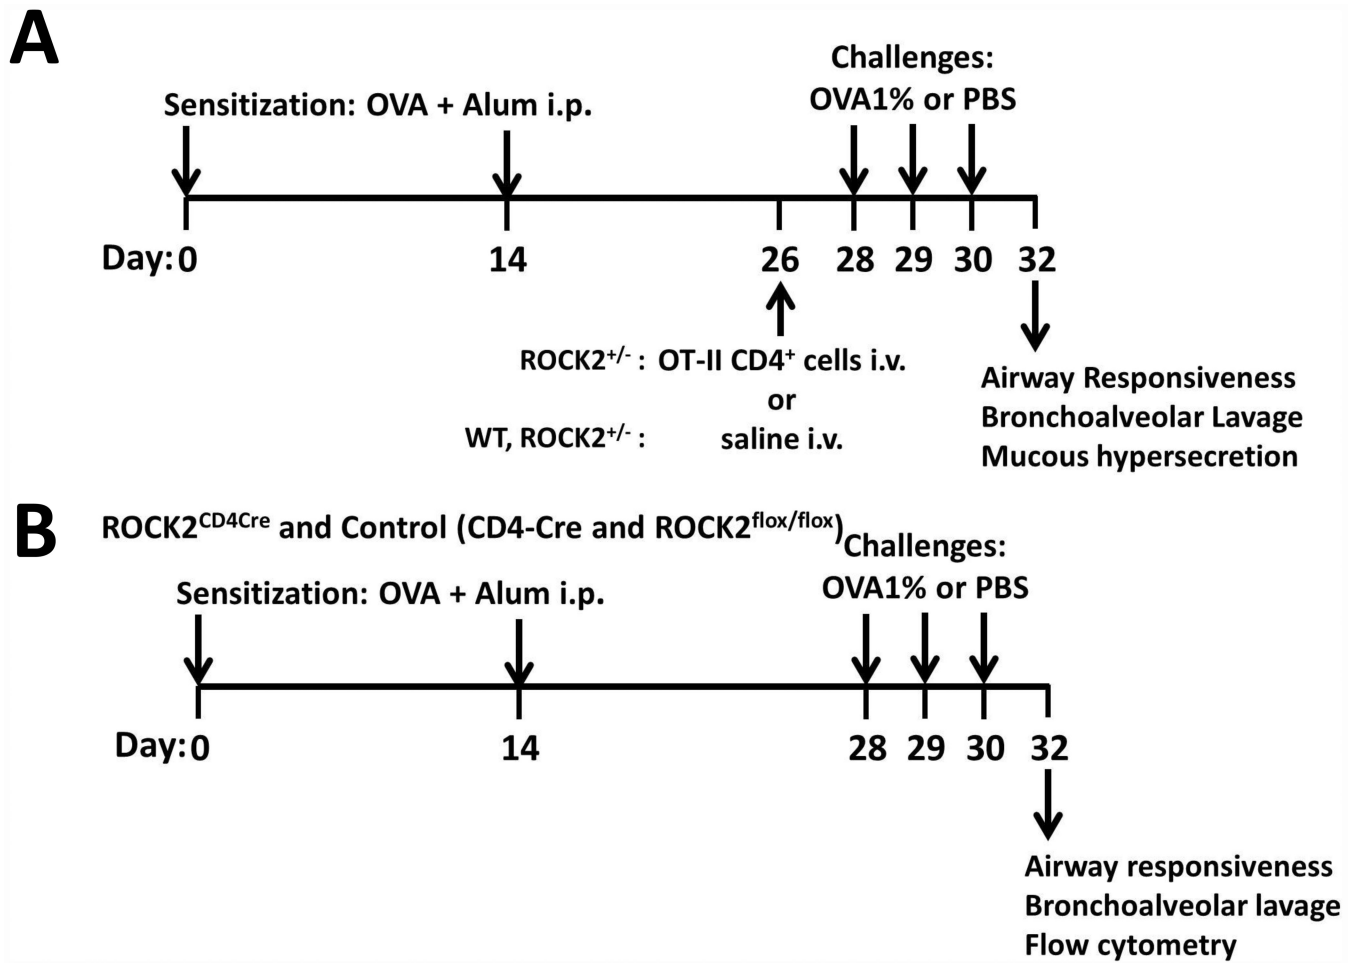 A
Challenges:
Sensitization: OVA + Alum i.p.
OVA1% or PBS
Day: 0 14 26 28 29 30 32
ROCK2+/- : OT-II CD4+ cells i.v.
or
WT, ROCK2+/- : saline i.v.
Airway Responsiveness
Bronchoalveolar Lavage
Mucous hypersecretion
B
ROCK2CD4Cre and Control (CD4-Cre and ROCK2flox/flox)
Challenges:
Sensitization: OVA + Alum i.p.
OVA1% or PBS
Day: 0 14 28 29 30 32
Airway responsiveness
Bronchoalveolar lavage
Flow cytometry